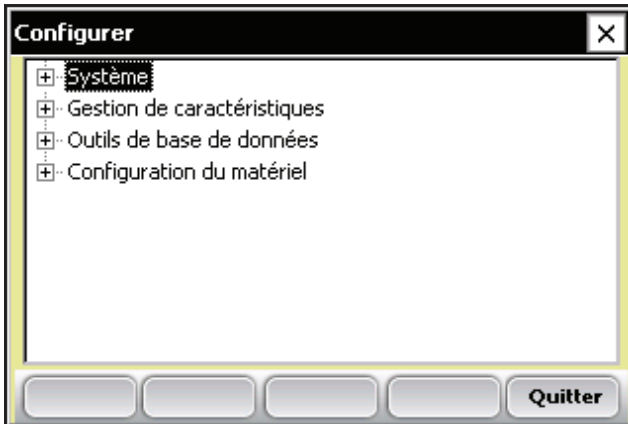 Configurer
Système
Gestion de caractéristiques
Outils de base de données
Configuration du matériel
Quitter